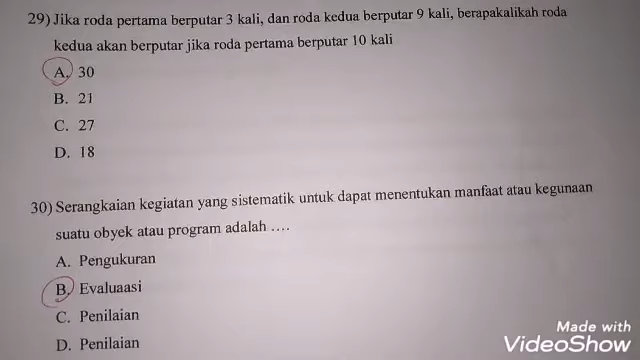 29) Jika roda pertama berputar 3 kali, dan roda kedua berputar 9 kali, berapakalikah roda
kedua akan berputar jika roda pertama berputar 10 kali
A. 30
B. 21
C. 27
D. 18
30) Serangkaian kegiatan yang sistematik untuk dapat menentukan manfaat atau kegunaan
suatu obyek atau program adalah ....
A. Pengukuran
B. Evaluaasi
C. Penilaian
D. Penilaian
Made with
VideoShow